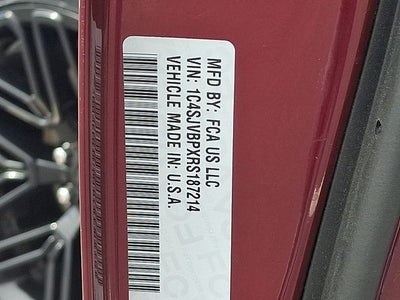 MFD BY: FCA US LLC
VIN: 1C4SJVBPXRS187214
VEHICLE MADE IN: U.S.A.